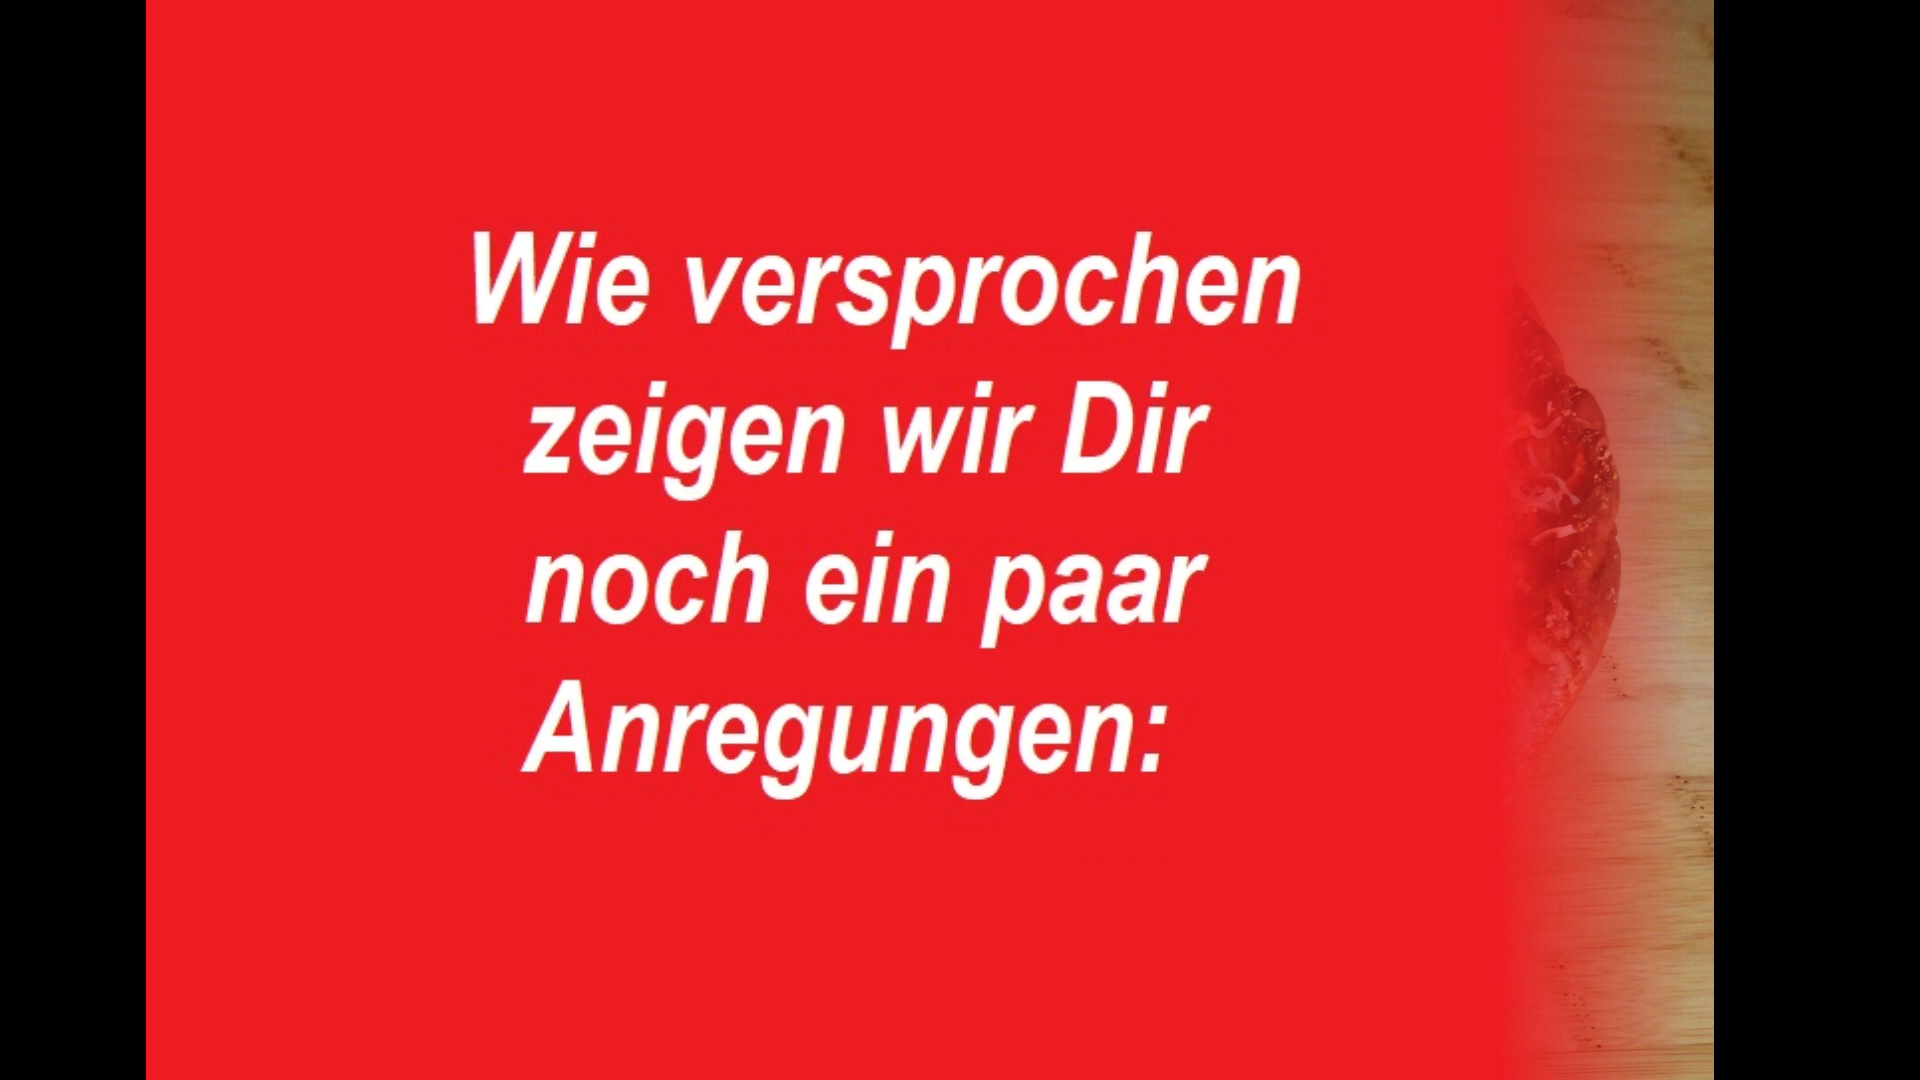 Wie versprochen
zeigen wir Dir
noch ein paar
Anregungen: